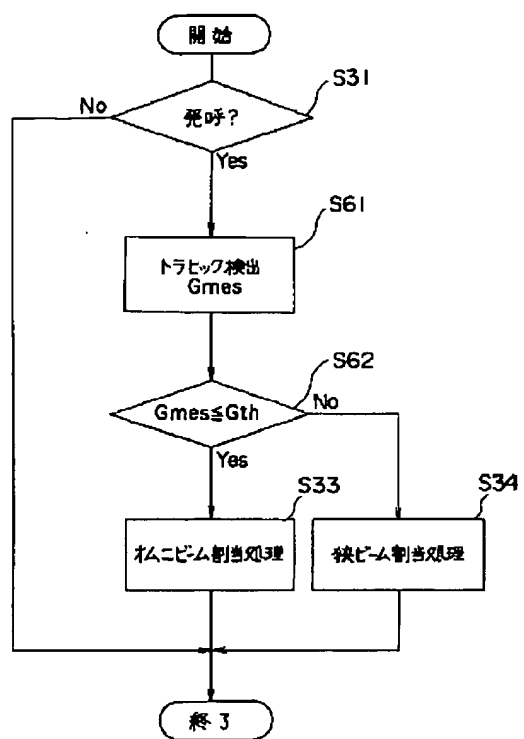 開始
S31
No
発呼?
Yes
S61
トラヒック検出
Gmes
S62
Gmes≦Gth
No
Yes
S33
S34
オムニビーム割当処理
狭ビーム割当処理
終了